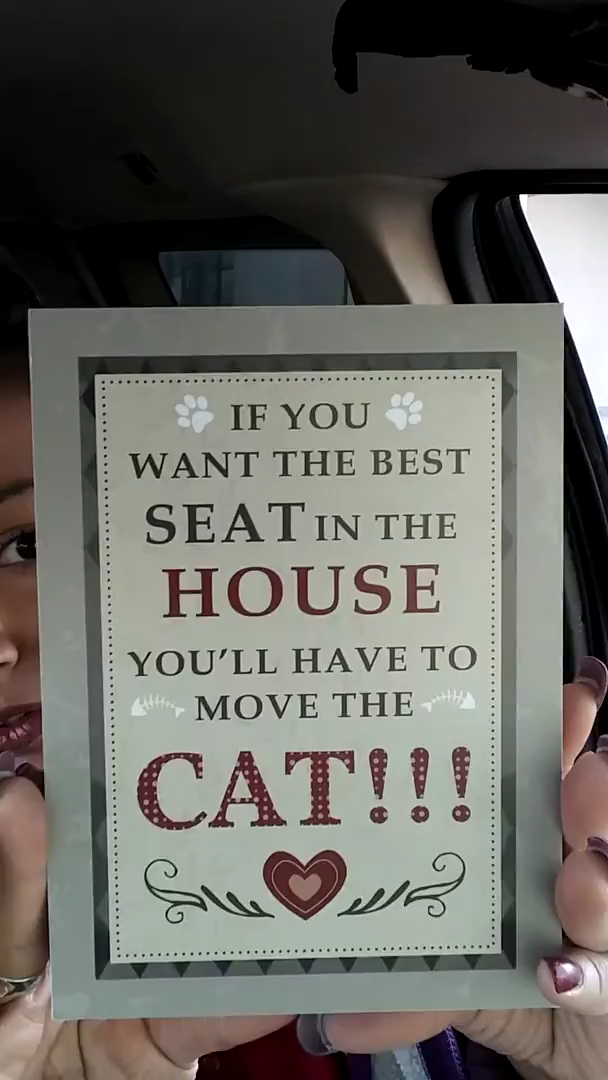 IF YOU
WANT THE BEST
SEAT IN THE
HOUSE
YOU'LL HAVE TO
MOVE THE
CAT!!!